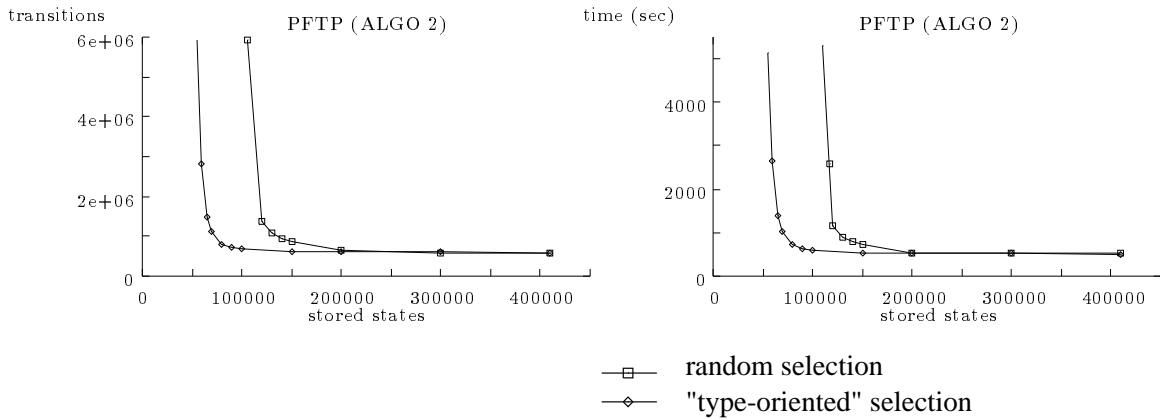 transitions
PFTP (ALGO 2)
6e+06
4e+06
2e+06
0
0 100000 200000 300000 400000
stored states
time (sec)
PFTP (ALGO 2)
4000
2000
0
0 100000 200000 300000 400000
stored states
random selection
"type-oriented" selection